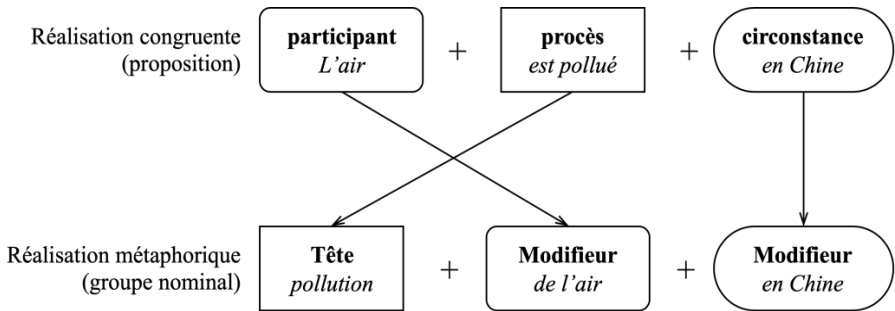 Réalisation congruente
(proposition)
participant
L'air
+
procès
est pollué
+
circonstance
en Chine
Réalisation métaphorique
(groupe nominal)
Tête
pollution
+
Modifieur
de l'air
+
Modifieur
en Chine